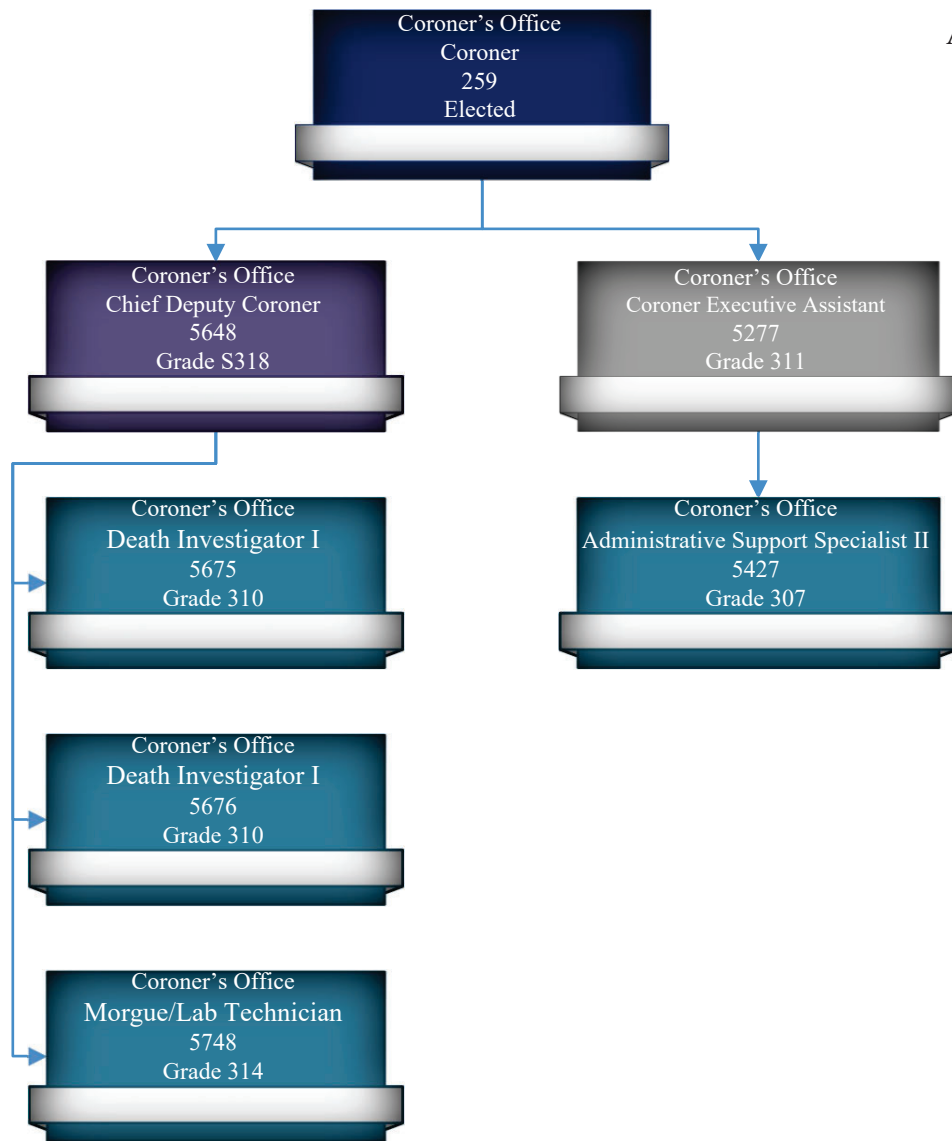 Coroner's Office
Coroner
259
Elected
A
Coroner's Office
Chief Deputy Coroner
5648
Grade S318
Coroner's Office
Coroner Executive Assistant
5277
Grade 311
Coroner's Office
Death Investigator I
5675
Grade 310
Coroner's Office
Administrative Support Specialist II
5427
Grade 307
Coroner's Office
Death Investigator I
5676
Grade 310
Coroner's Office
Morgue/Lab Technician
5748
Grade 314